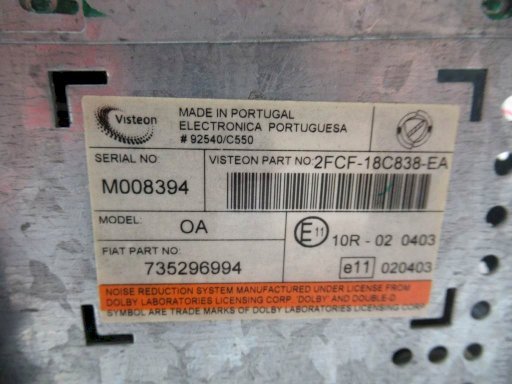 Visteon
MADE IN PORTUGAL
ELECTRONICA PORTUGUESA
# 92540/C550
SERIAL NO:
M008394
VISTEON PART NO: 2FCF-18C838-EA
MODEL: OA
E11 10R - 02 0403
FIAT PART NO:
735296994
e11 020403
NOISE REDUCTION SYSTEM MANUFACTURED UNDER LICENSE FROM
DOLBY LABORATORIES LICENSING CORP. 'DOLBY' AND DOUBLE-D
SYMBOL ARE TRADE MARKS OF DOLBY LABORATORIES LICENSING CORP.